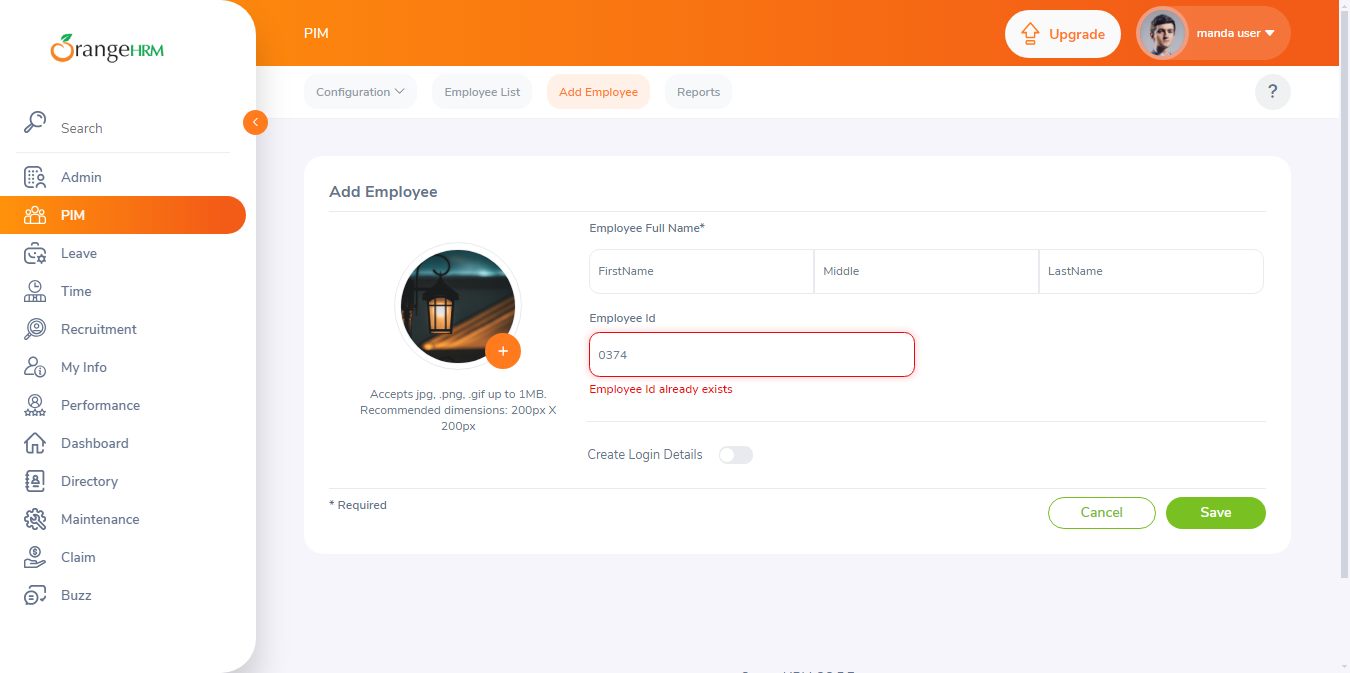 OrangeHRM
PIM
Upgrade
manda user
Configuration
Employee List
Add Employee
Reports
?
Search
Admin
PIM
Leave
Time
Recruitment
My Info
Performance
Dashboard
Directory
Maintenance
Claim
Buzz
Add Employee
Accepts jpg, .png, .gif up to 1MB.
Recommended dimensions: 200px X
200px
Employee Full Name*
FirstName
Middle
LastName
Employee Id
0374
Employee Id already exists
Create Login Details
* Required
Cancel
Save